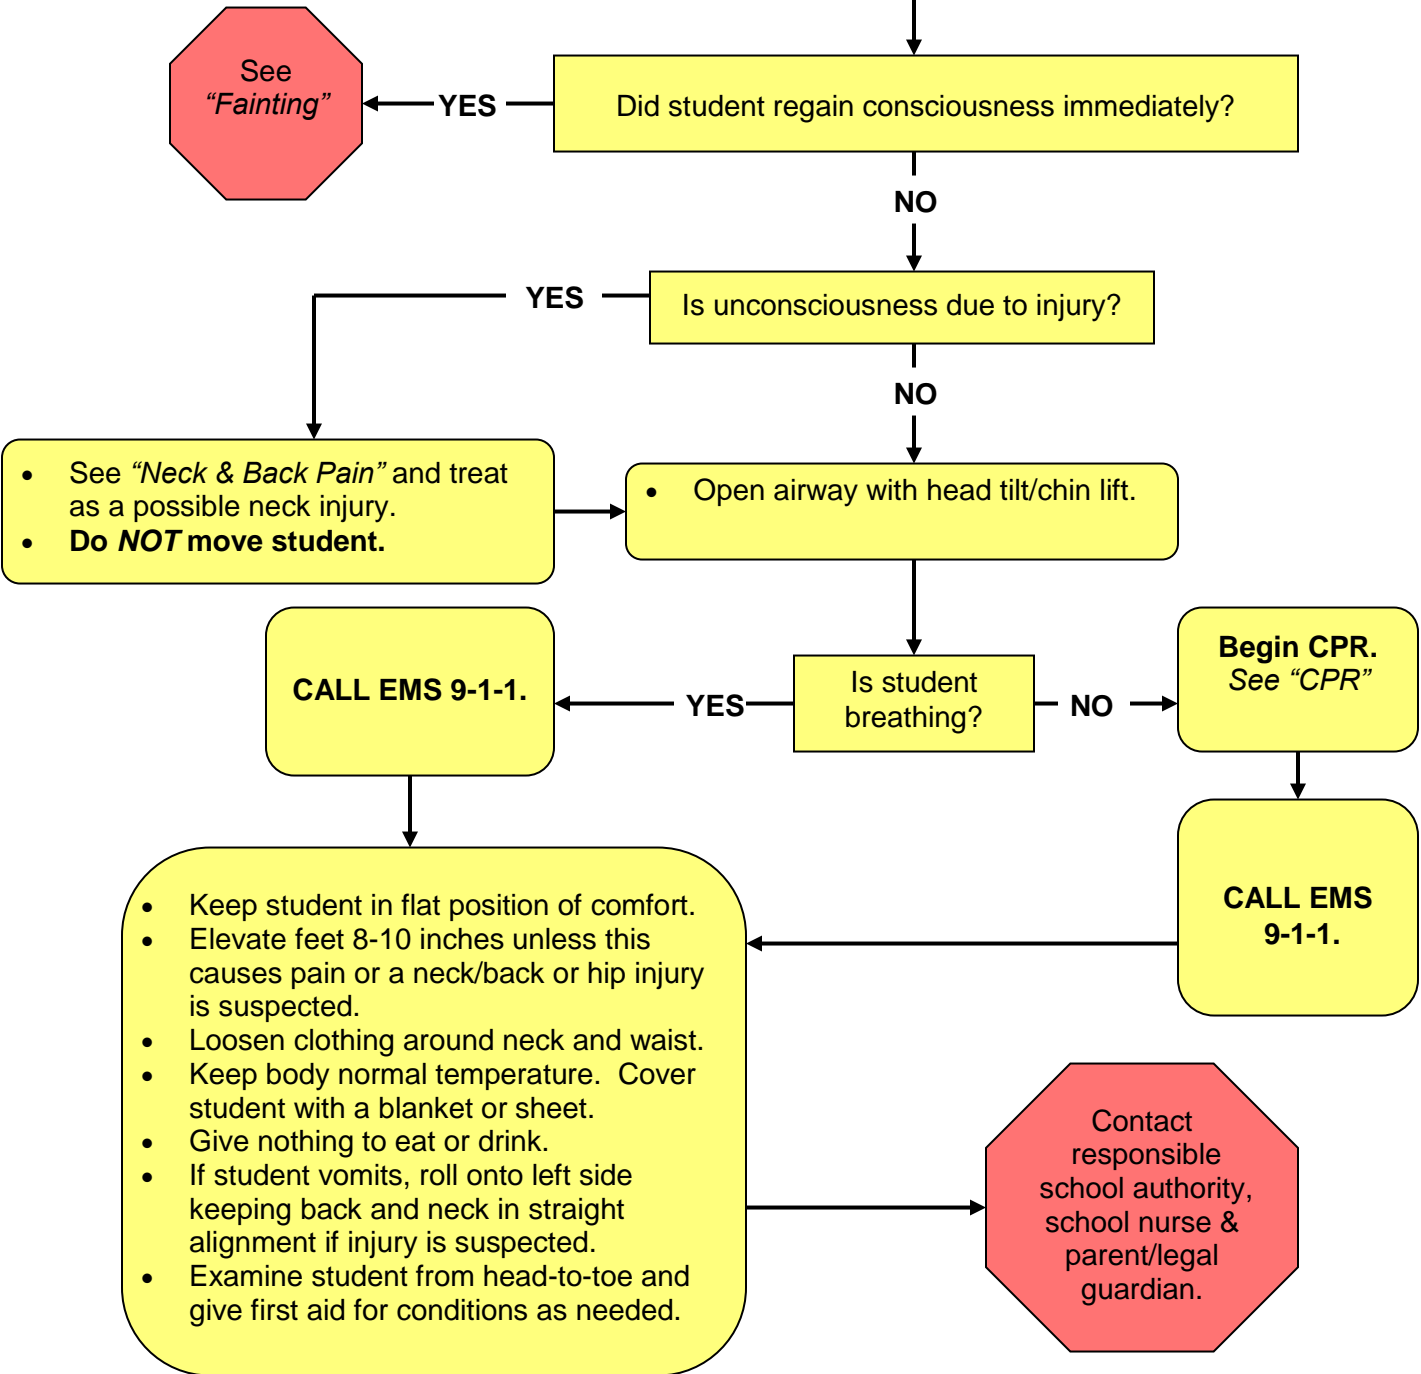 See
“Fainting”
YES
Did student regain consciousness immediately?
NO
YES
Is unconsciousness due to injury?
NO
• See “Neck & Back Pain” and treat
as a possible neck injury.
• Do NOT move student.
• Open airway with head tilt/chin lift.
CALL EMS 9-1-1.
YES
Is student
breathing?
NO
Begin CPR.
See “CPR”
CALL EMS
9-1-1.
• Keep student in flat position of comfort.
• Elevate feet 8-10 inches unless this
causes pain or a neck/back or hip injury
is suspected.
• Loosen clothing around neck and waist.
• Keep body normal temperature.  Cover
student with a blanket or sheet.
• Give nothing to eat or drink.
• If student vomits, roll onto left side
keeping back and neck in straight
alignment if injury is suspected.
• Examine student from head-to-toe and
give first aid for conditions as needed.
Contact
responsible
school authority,
school nurse &
parent/legal
guardian.